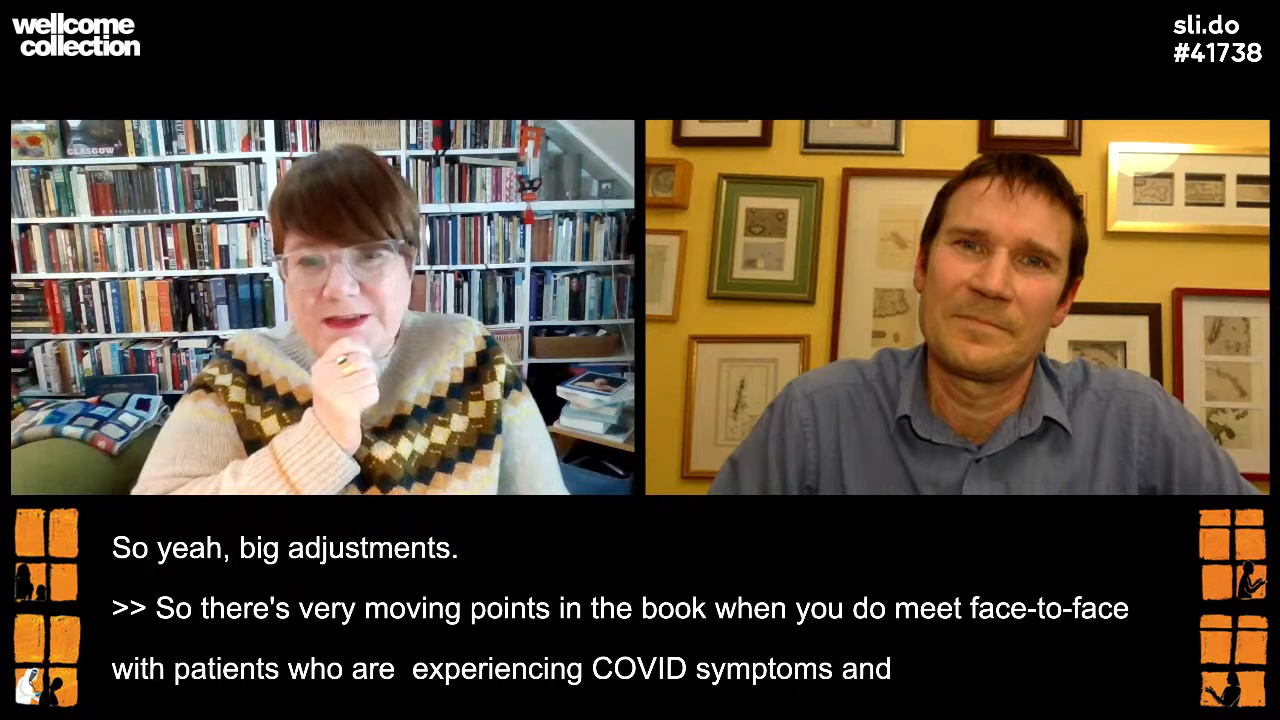 wellcome
collection
sli.do
#41738
GLASGOW
So yeah, big adjustments.
>> So there's very moving points in the book when you do meet face-to-face
with patients who are  experiencing COVID symptoms and